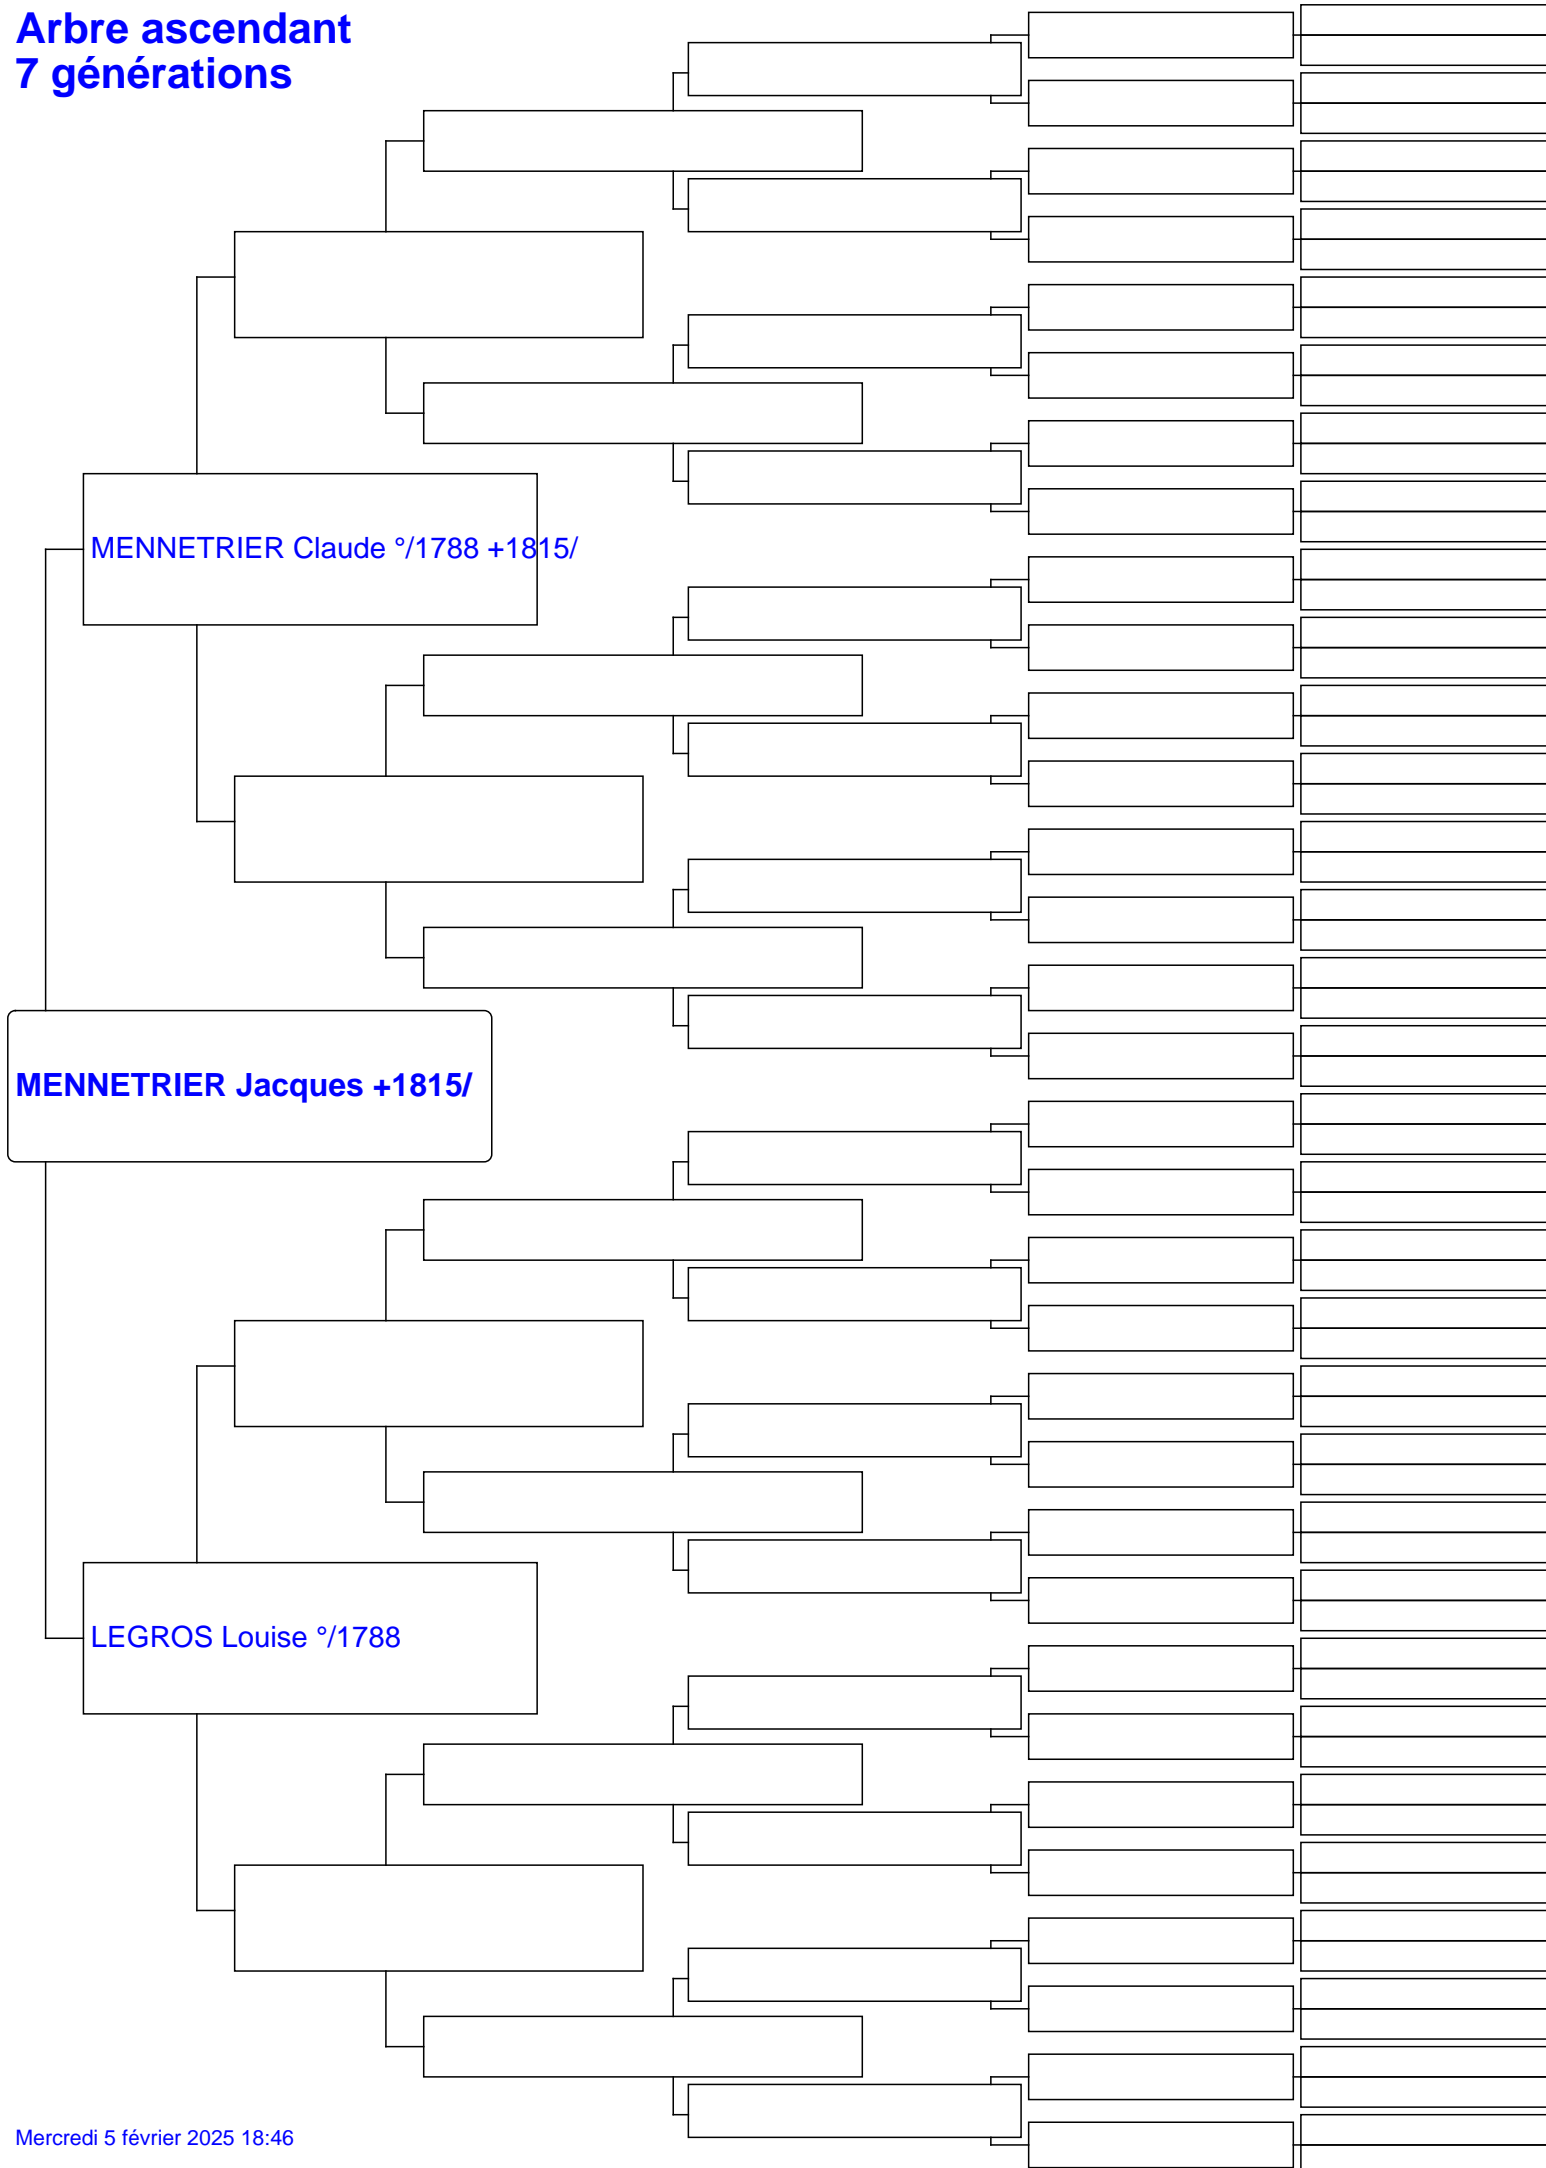 Arbre ascendant
7 générations
MENNETRIER Claude °/1788 +1815/
MENNETRIER Jacques +1815/
LEGROS Louise °/1788
Mercredi 5 février 2025 18:46